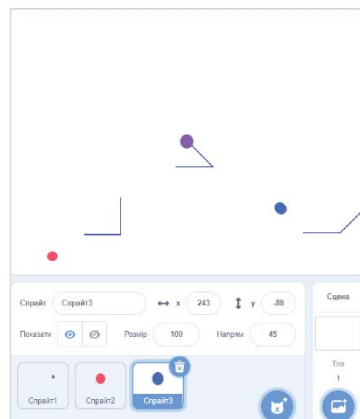 Спрайт Спрайт3 x 243 y -88 Сцена
Показати Розмір 100 Напрям 45
Тло
1
Спрайт1 Спрайт2 Спрайт3